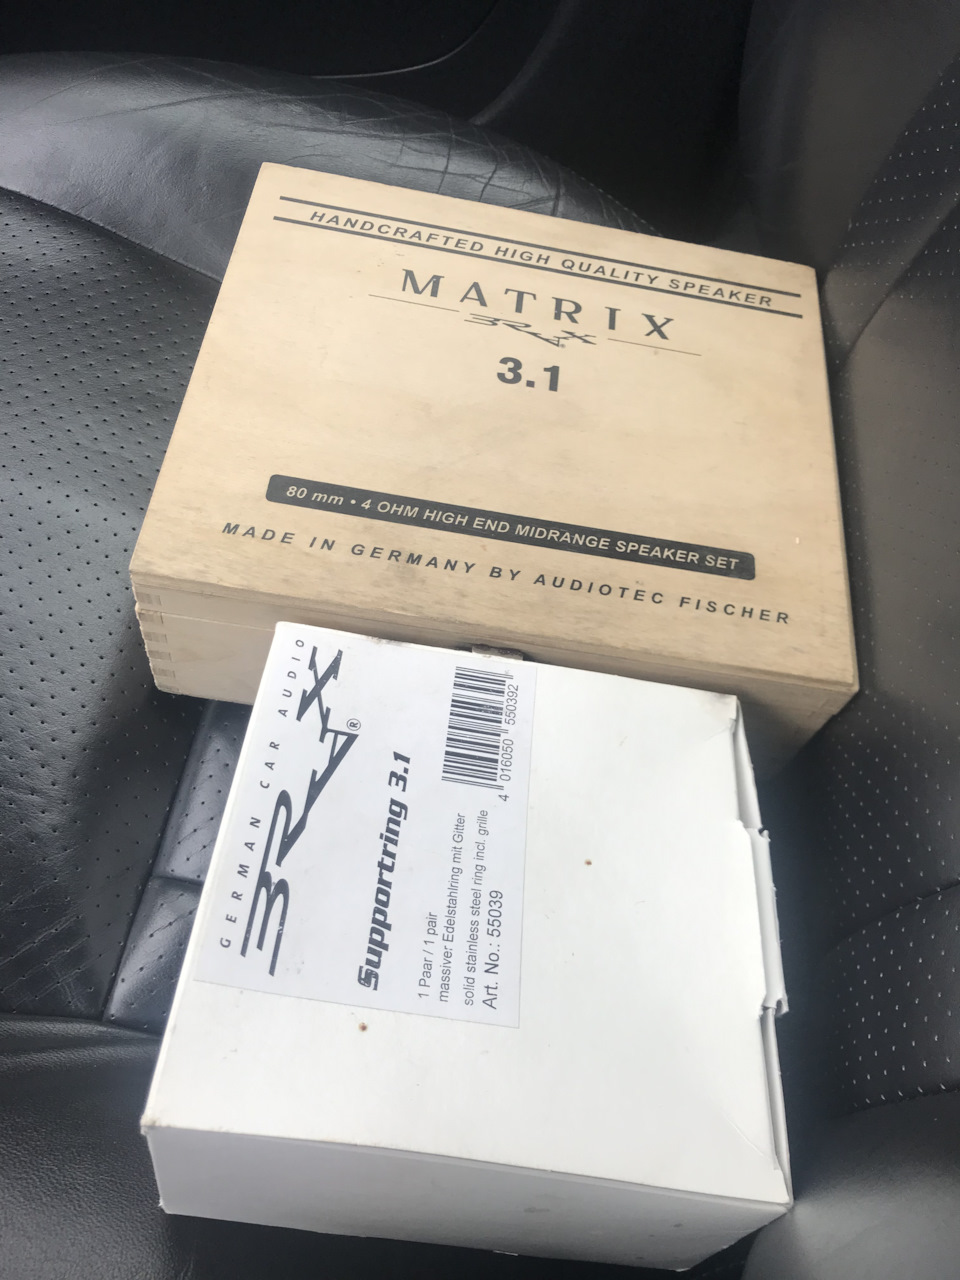 HANDCRAFTED HIGH QUALITY SPEAKER
MATRIX
BRAX®
3.1
80 mm • 4 OHM HIGH END MIDRANGE SPEAKER SET
MADE IN GERMANY BY AUDIOTEC FISCHER
GERMAN CAR AUDIO
BRAX®
Supportring 3.1
1 Paar / 1 pair
massiver Edelstahlring mit Gitter
solid stainless steel ring incl. grille
Art. No.: 55039
4 016050 550392